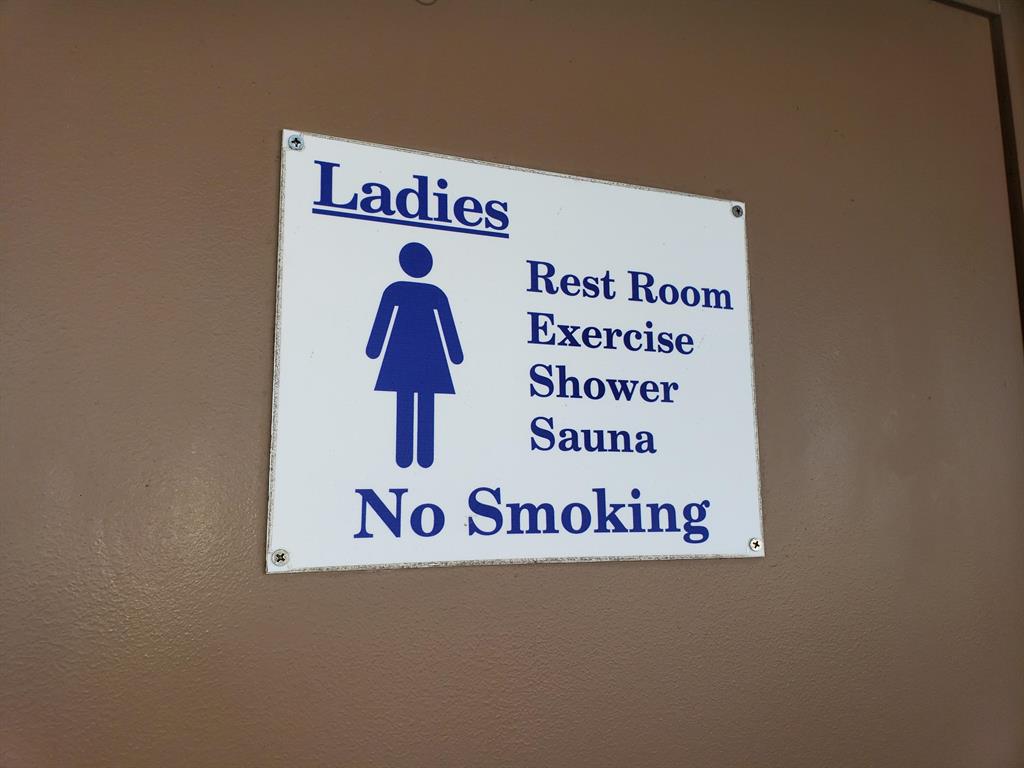 Ladies
Rest Room
Exercise
Shower
Sauna
No Smoking